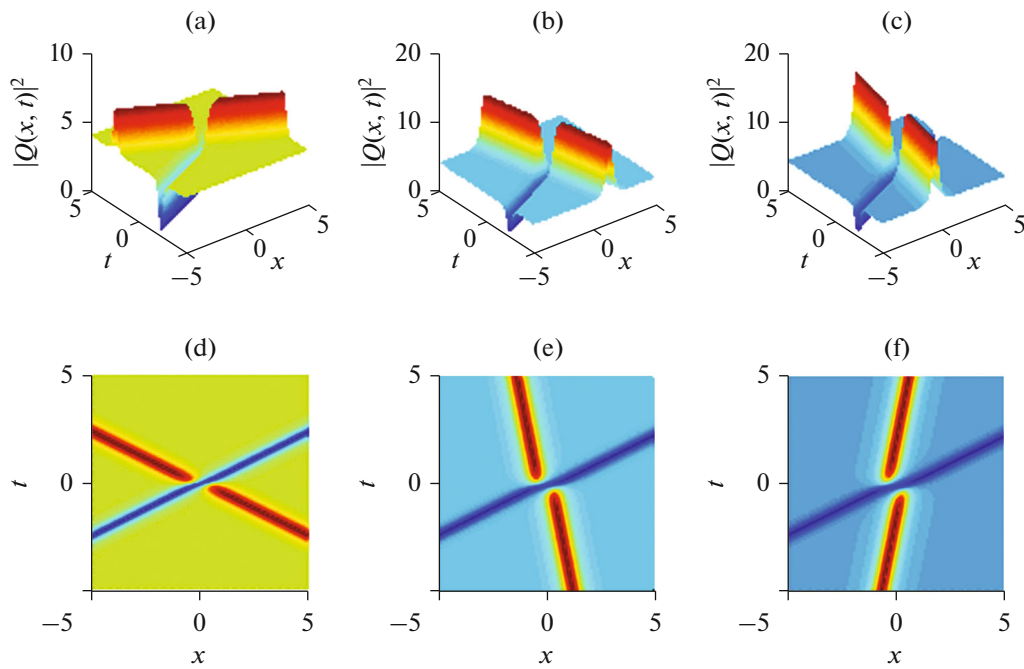 (a) (b) (c)
10 20 20
|Q(x, t)|² |Q(x, t)|² |Q(x, t)|²
5 10 10
0 0 0
5 5 5
5 5 5
0 0 0
0 0 0
t x t x t x
−5 −5 −5
(d) (e) (f)
5 5 5
t 0 t 0 t 0
−5 0 5 −5 0 5 −5 0 5
x x x